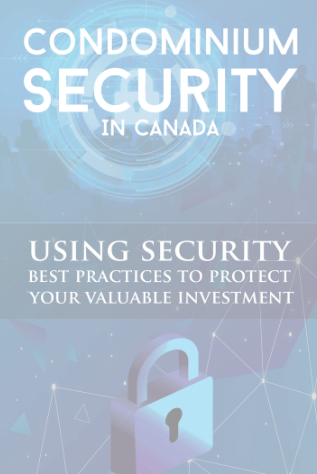 CONDOMINIUM
SECURITY
IN CANADA
USING SECURITY
BEST PRACTICES TO PROTECT
YOUR VALUABLE INVESTMENT